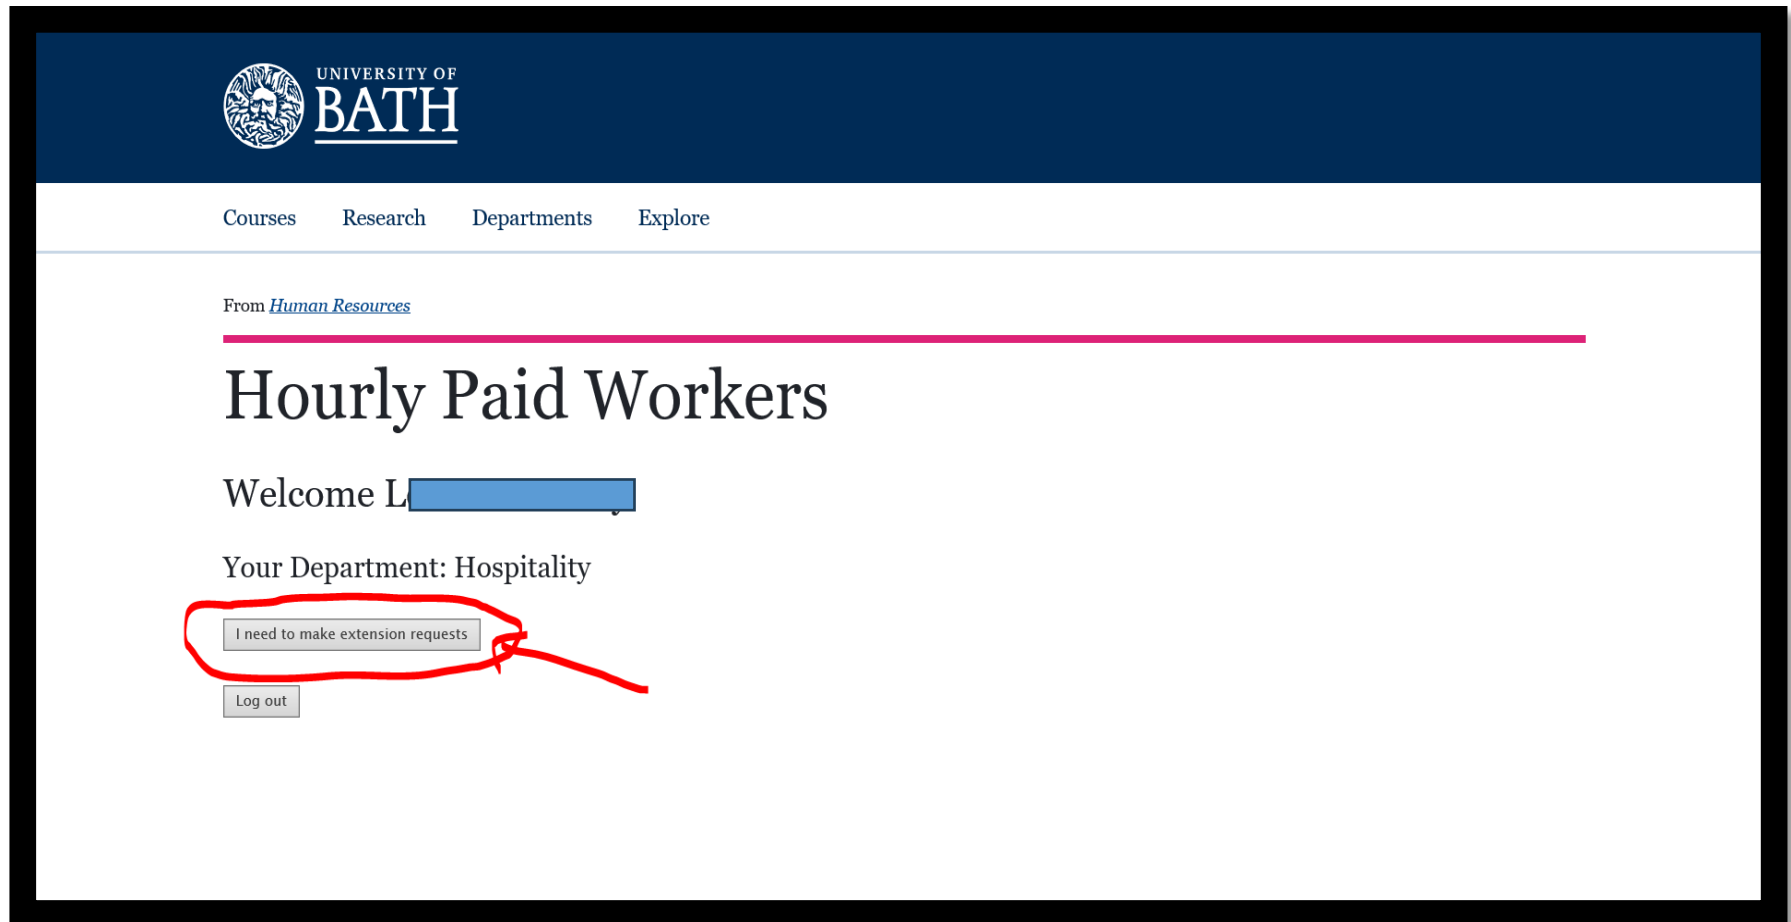 UNIVERSITY OF
BATH
Courses Research Departments Explore
From Human Resources
Hourly Paid Workers
Welcome
Your Department: Hospitality
I need to make extension requests
Log out